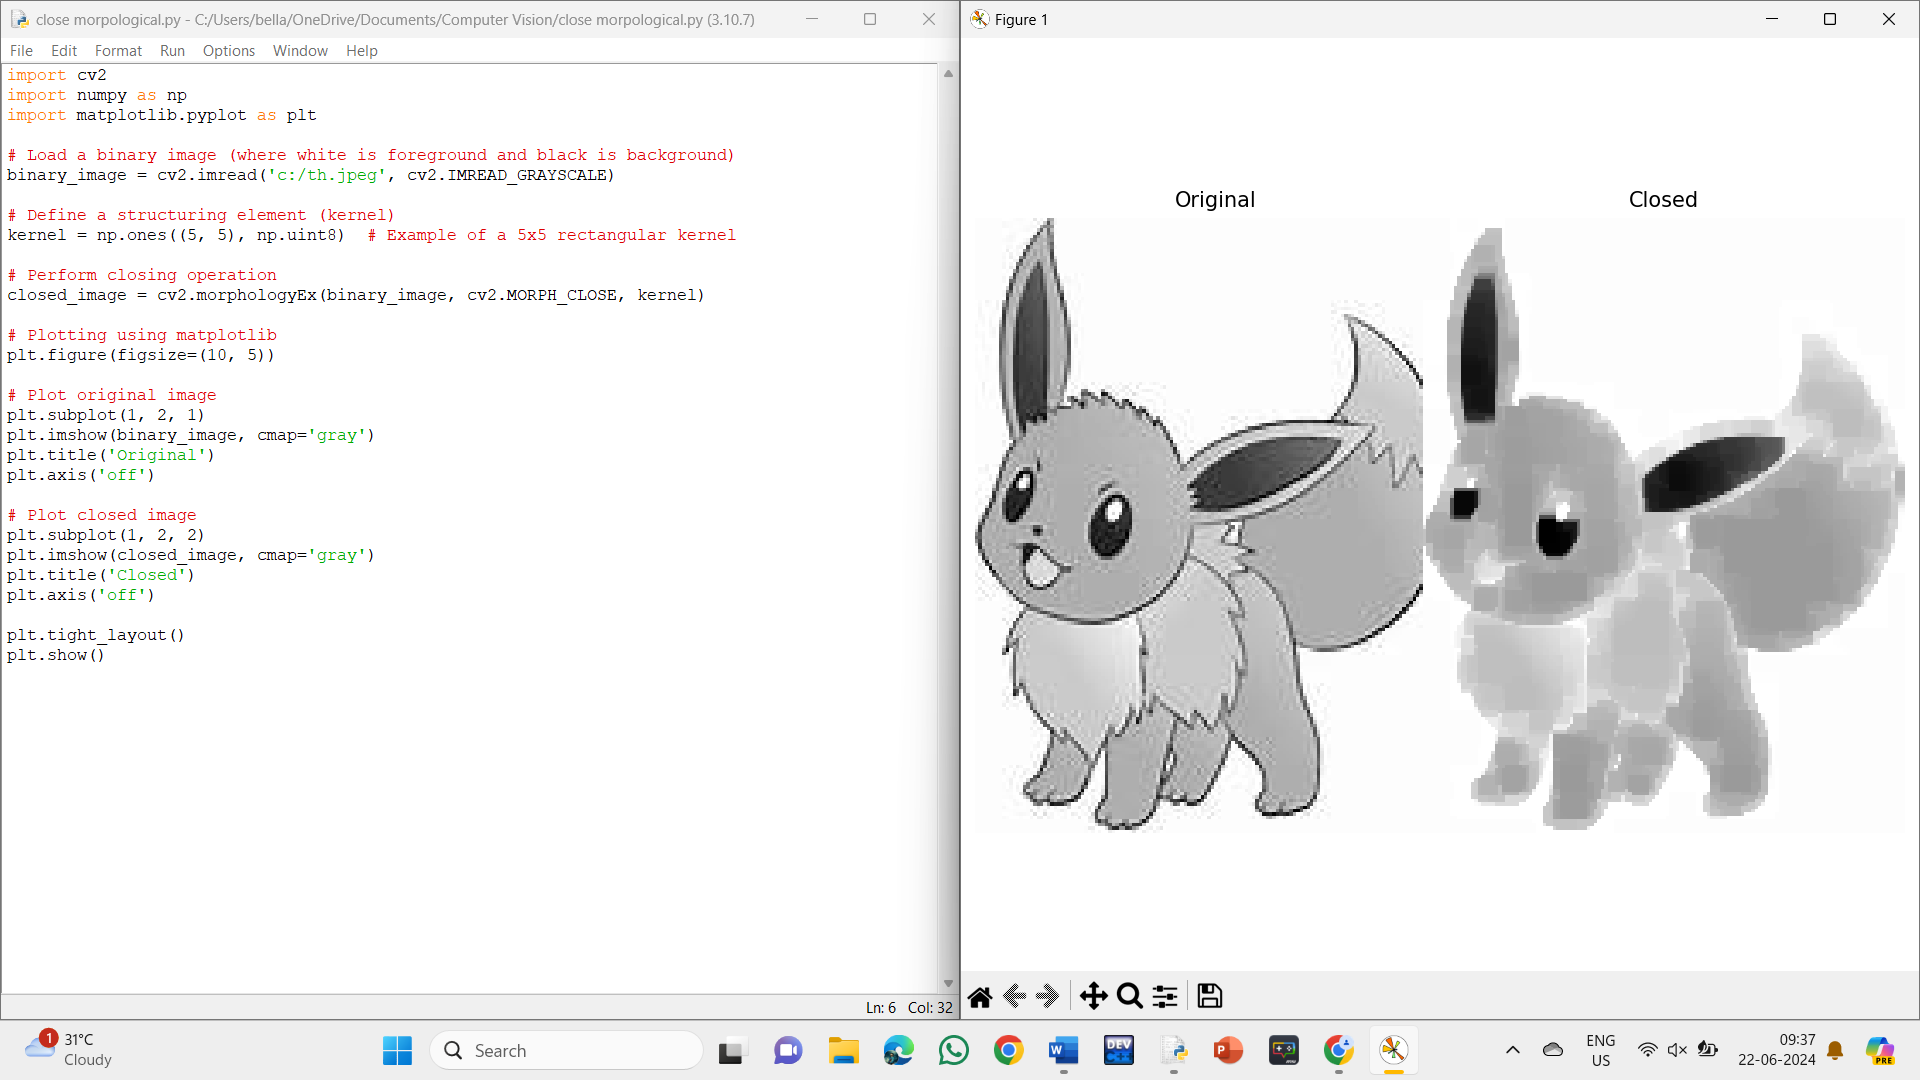 close morpological.py - C:/Users/bella/OneDrive/Documents/Computer Vision/close morpological.py (3.10.7)
File Edit Format Run Options Window Help
import cv2
import numpy as np
import matplotlib.pyplot as plt
# Load a binary image (where white is foreground and black is background)
binary_image = cv2.imread('c:/th.jpeg', cv2.IMREAD_GRAYSCALE)
# Define a structuring element (kernel)
kernel = np.ones((5, 5), np.uint8)  # Example of a 5x5 rectangular kernel
# Perform closing operation
closed_image = cv2.morphologyEx(binary_image, cv2.MORPH_CLOSE, kernel)
# Plotting using matplotlib
plt.figure(figsize=(10, 5))
# Plot original image
plt.subplot(1, 2, 1)
plt.imshow(binary_image, cmap='gray')
plt.title('Original')
plt.axis('off')
# Plot closed image
plt.subplot(1, 2, 2)
plt.imshow(closed_image, cmap='gray')
plt.title('Closed')
plt.axis('off')
plt.tight_layout()
plt.show()
Ln: 6 Col: 32
Figure 1
Original Closed
1
31°C
Cloudy
Search
W
DEV
C++
P
ENG
US
09:37
22-06-2024
PRE